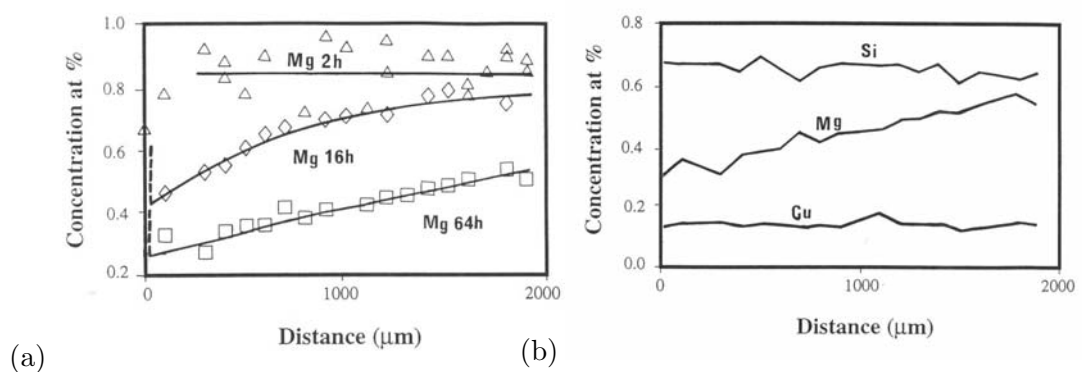 (a)
Concentration at %
1.0
0.8
0.6
0.4
0.2
Mg 2h
Mg 16h
Mg 64h
0
1000
2000
Distance (μm)
(b)
Concentration at %
0.8
0.6
0.4
0.2
0.0
Si
Mg
Cu
0
1000
2000
Distance (μm)